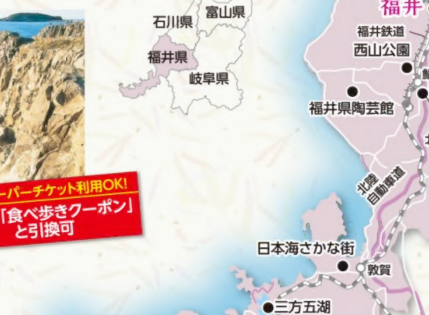 石川県
富山県
福井県
岐阜県
福井
福井鉄道
西山公園
福井県陶芸館
北陸
自動車道
ーパーチケット利用OK!
「食べ歩きクーポン」
と引換可
日本海さかな街
敦賀
三方五湖